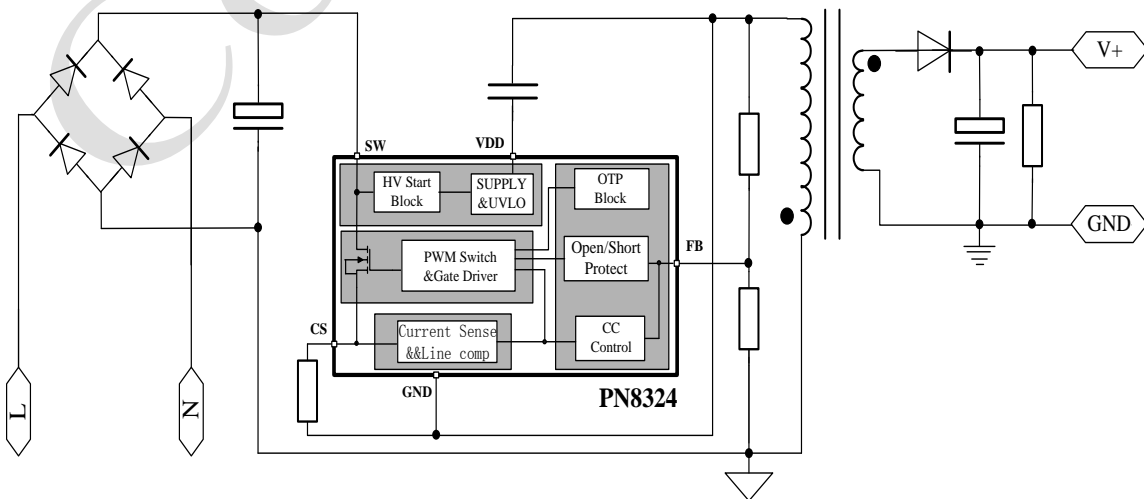 V+
SW
VDD
HV Start
Block
SUPPLY
&UVLO
OTP
Block
GND
PWM Switch
&Gate Driver
Open/Short
Protect
FB
CS
Current Sense
&&Line comp
CC
Control
GND
PN8324
L
N